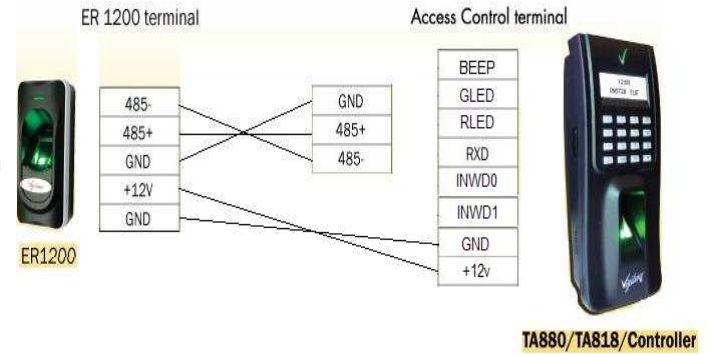 ER 1200 terminal
Access Control terminal
485-
485+
GND
+12V
GND
GND
485+
485-
BEEP
GLED
RLED
RXD
INWD0
INWD1
GND
+12v
ER1200
TA880/TA818/Controller